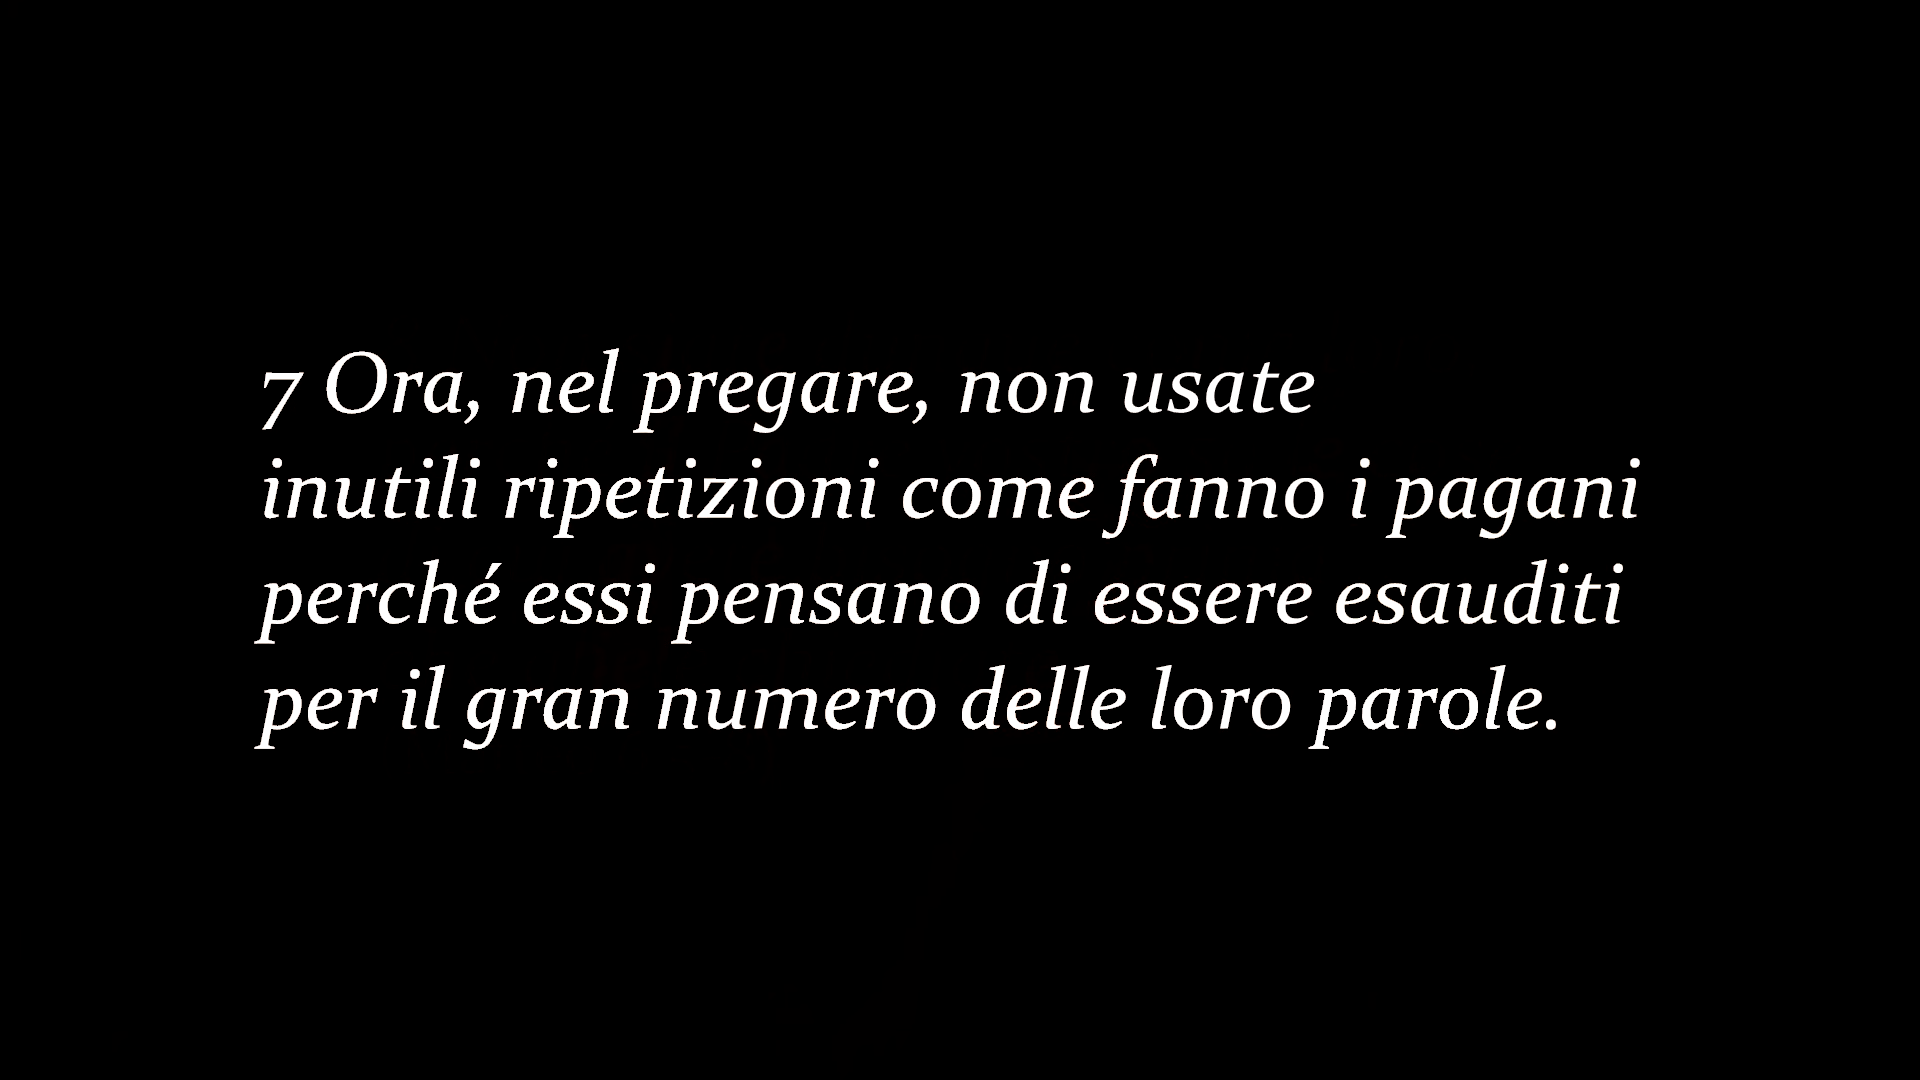 7 Ora, nel pregare, non usate
inutili ripetizioni come fanno i pagani
perché essi pensano di essere esauditi
per il gran numero delle loro parole.